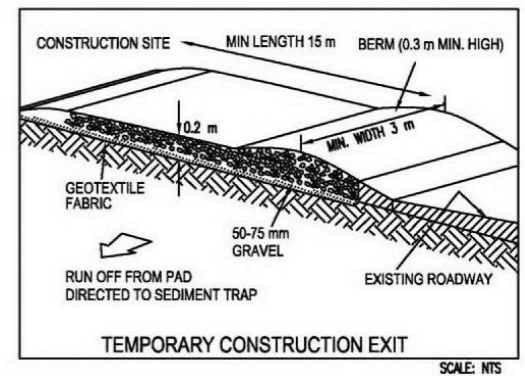 CONSTRUCTION SITE
MIN LENGTH 15 m
BERM (0.3 m MIN. HIGH)
0.2 m
MIN. WIDTH 3 m
GEOTEXTILE
FABRIC
50-75 mm
GRAVEL
RUN OFF FROM PAD
DIRECTED TO SEDIMENT TRAP
EXISTING ROADWAY
TEMPORARY CONSTRUCTION EXIT
SCALE: NTS